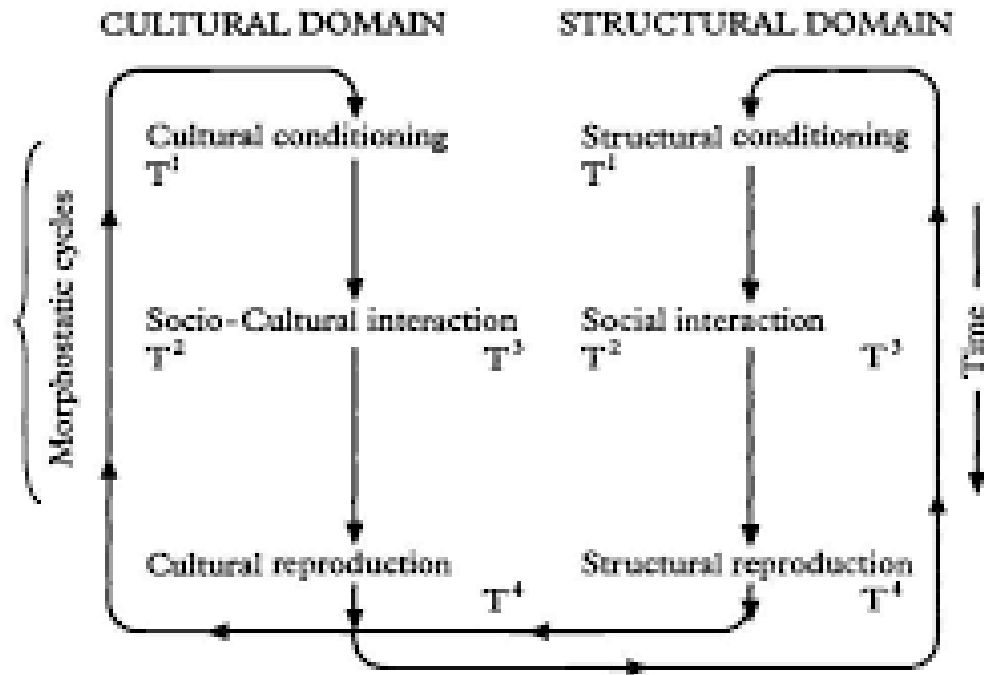 CULTURAL DOMAIN
STRUCTURAL DOMAIN
Cultural conditioning
T¹
Structural conditioning
T¹
Morphostatic cycles
Socio-Cultural interaction
T² T³
Social interaction
T² T³
Time
Cultural reproduction
T⁴
Structural reproduction
T⁴